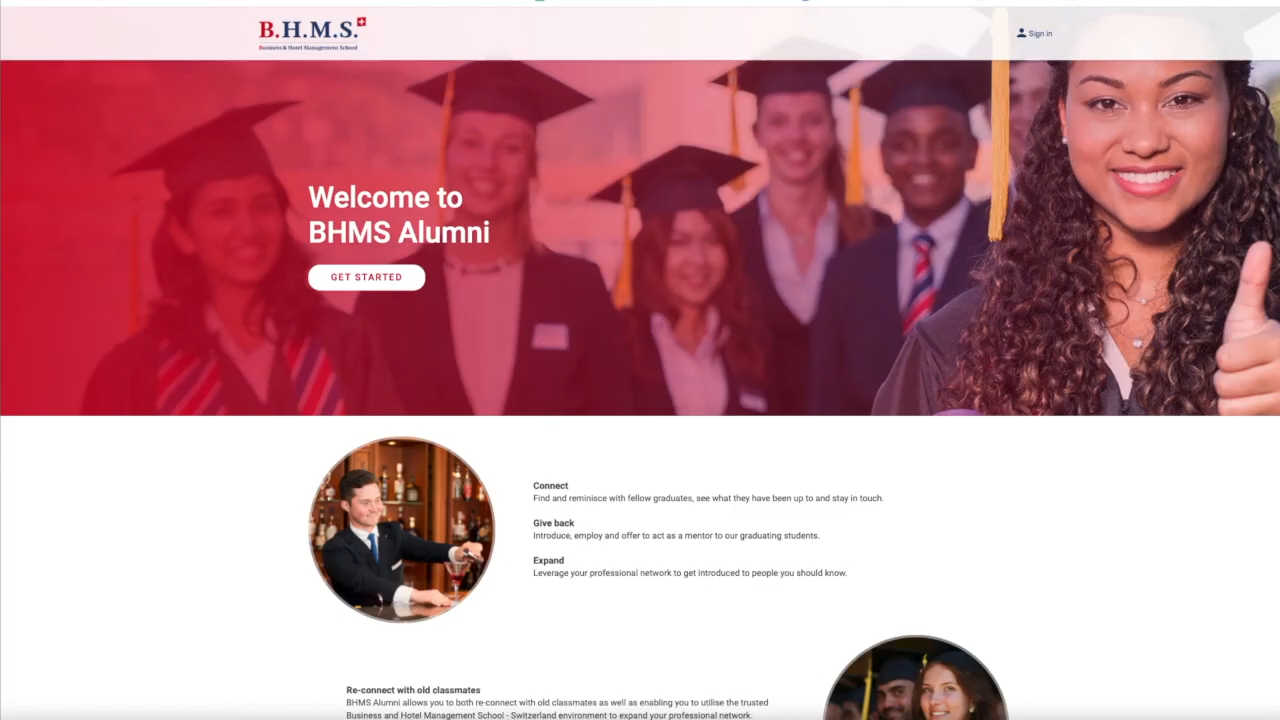 B.H.M.S.
Business & Hotel Management School
Sign in
Welcome to
BHMS Alumni
GET STARTED
Connect
Find and reminisce with fellow graduates, see what they have been up to and stay in touch.
Give back
Introduce, employ and offer to act as a mentor to our graduating students.
Expand
Leverage your professional network to get introduced to people you should know.
Re-connect with old classmates
BHMS Alumni allows you to both re-connect with old classmates as well as enabling you to utilise the trusted
Business and Hotel Management School - Switzerland environment to expand your professional network.